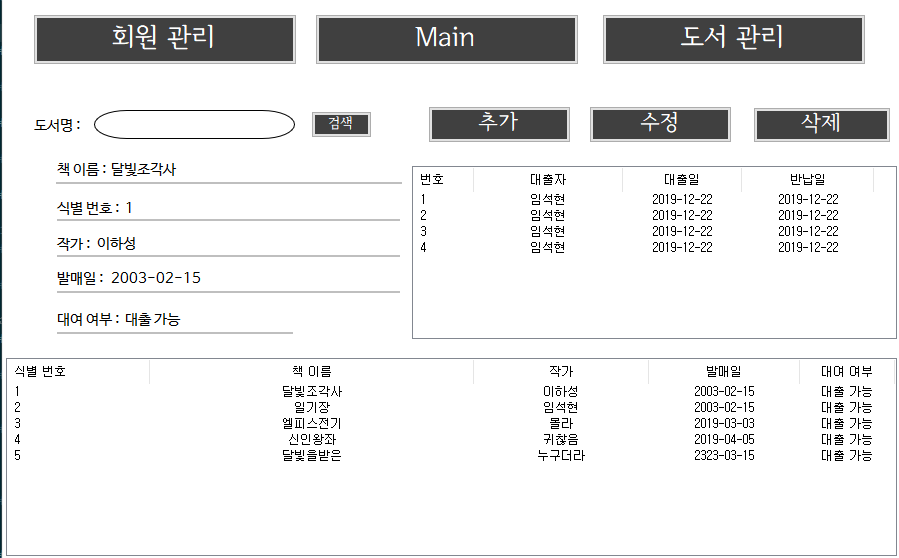 회원 관리 Main 도서 관리
도서명 : 검색 추가 수정 삭제
책 이름 : 달빛조각사
식별 번호 : 1
작가 : 이하성
발매일 : 2003-02-15
대여 여부 : 대출 가능
번호 대출자 대출일 반납일
1 임석현 2019-12-22 2019-12-22
2 임석현 2019-12-22 2019-12-22
3 임석현 2019-12-22 2019-12-22
4 임석현 2019-12-22 2019-12-22
식별 번호 책 이름 작가 발매일 대여 여부
1 달빛조각사 이하성 2003-02-15 대출 가능
2 일기장 임석현 2003-02-15 대출 가능
3 엘피스전기 몰라 2019-03-03 대출 가능
4 신인왕좌 귀찮음 2019-04-05 대출 가능
5 달빛을받은 누구더라 2323-03-15 대출 가능